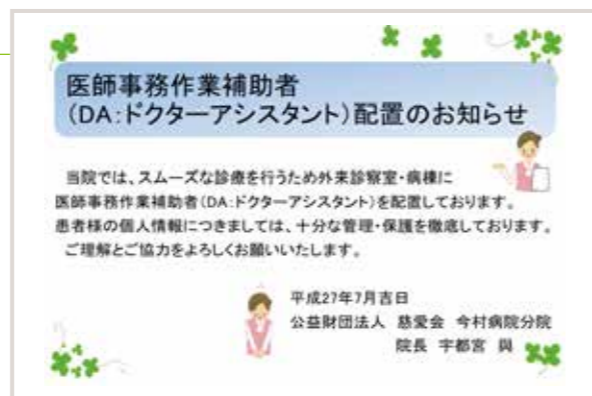 医師事務作業補助者
(DA:ドクターアシスタント)配置のお知らせ
当院では、スムーズな診療を行うため外来診察室・病棟に
医師事務作業補助者(DA:ドクターアシスタント)を配置しております。
患者様の個人情報につきましては、十分な管理・保護を徹底しております。
ご理解とご協力をよろしくお願いいたします。
平成27年7月吉日
公益財団法人 慈愛会 今村病院分院
院長 宇都宮 與